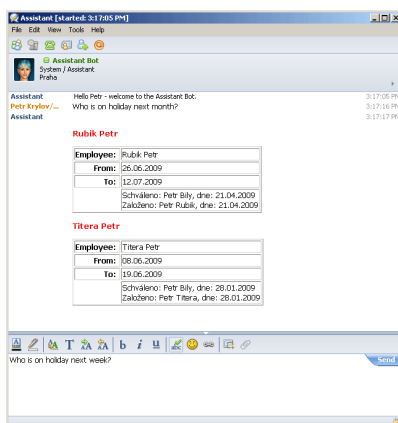 Assistant [started: 3:17:05 PM]
File Edit View Tools Help
Assistant Bot
System / Assistant
Praha
Assistant Hello Petr - welcome to the Assistant Bot. 3:17:05 PM
Petr Krylov/... Who is on holiday next month? 3:17:16 PM
Assistant 3:17:17 PM
Rubik Petr
Employee: Rubik Petr
From: 26.06.2009
To: 12.07.2009
Schváleno: Petr Bily, dne: 21.04.2009
Založeno: Petr Rubik, dne: 21.04.2009
Titera Petr
Employee: Titera Petr
From: 08.06.2009
To: 19.06.2009
Schváleno: Petr Bily, dne: 28.01.2009
Založeno: Petr Titera, dne: 28.01.2009
A T A A A b i u abc
Who is on holiday next week? Send